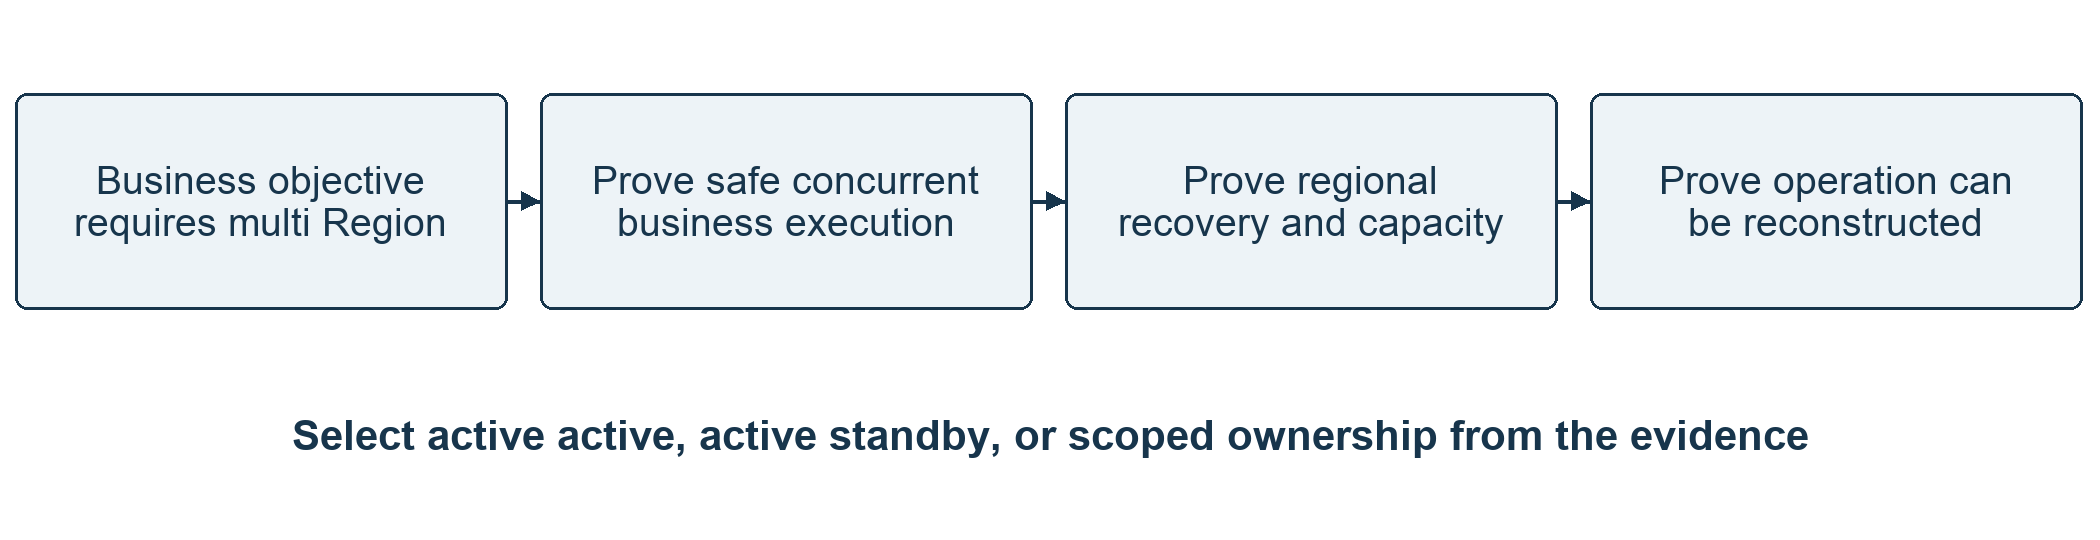 Business objective
requires multi Region
Prove safe concurrent
business execution
Prove regional
recovery and capacity
Prove operation can
be reconstructed
Select active active, active standby, or scoped ownership from the evidence